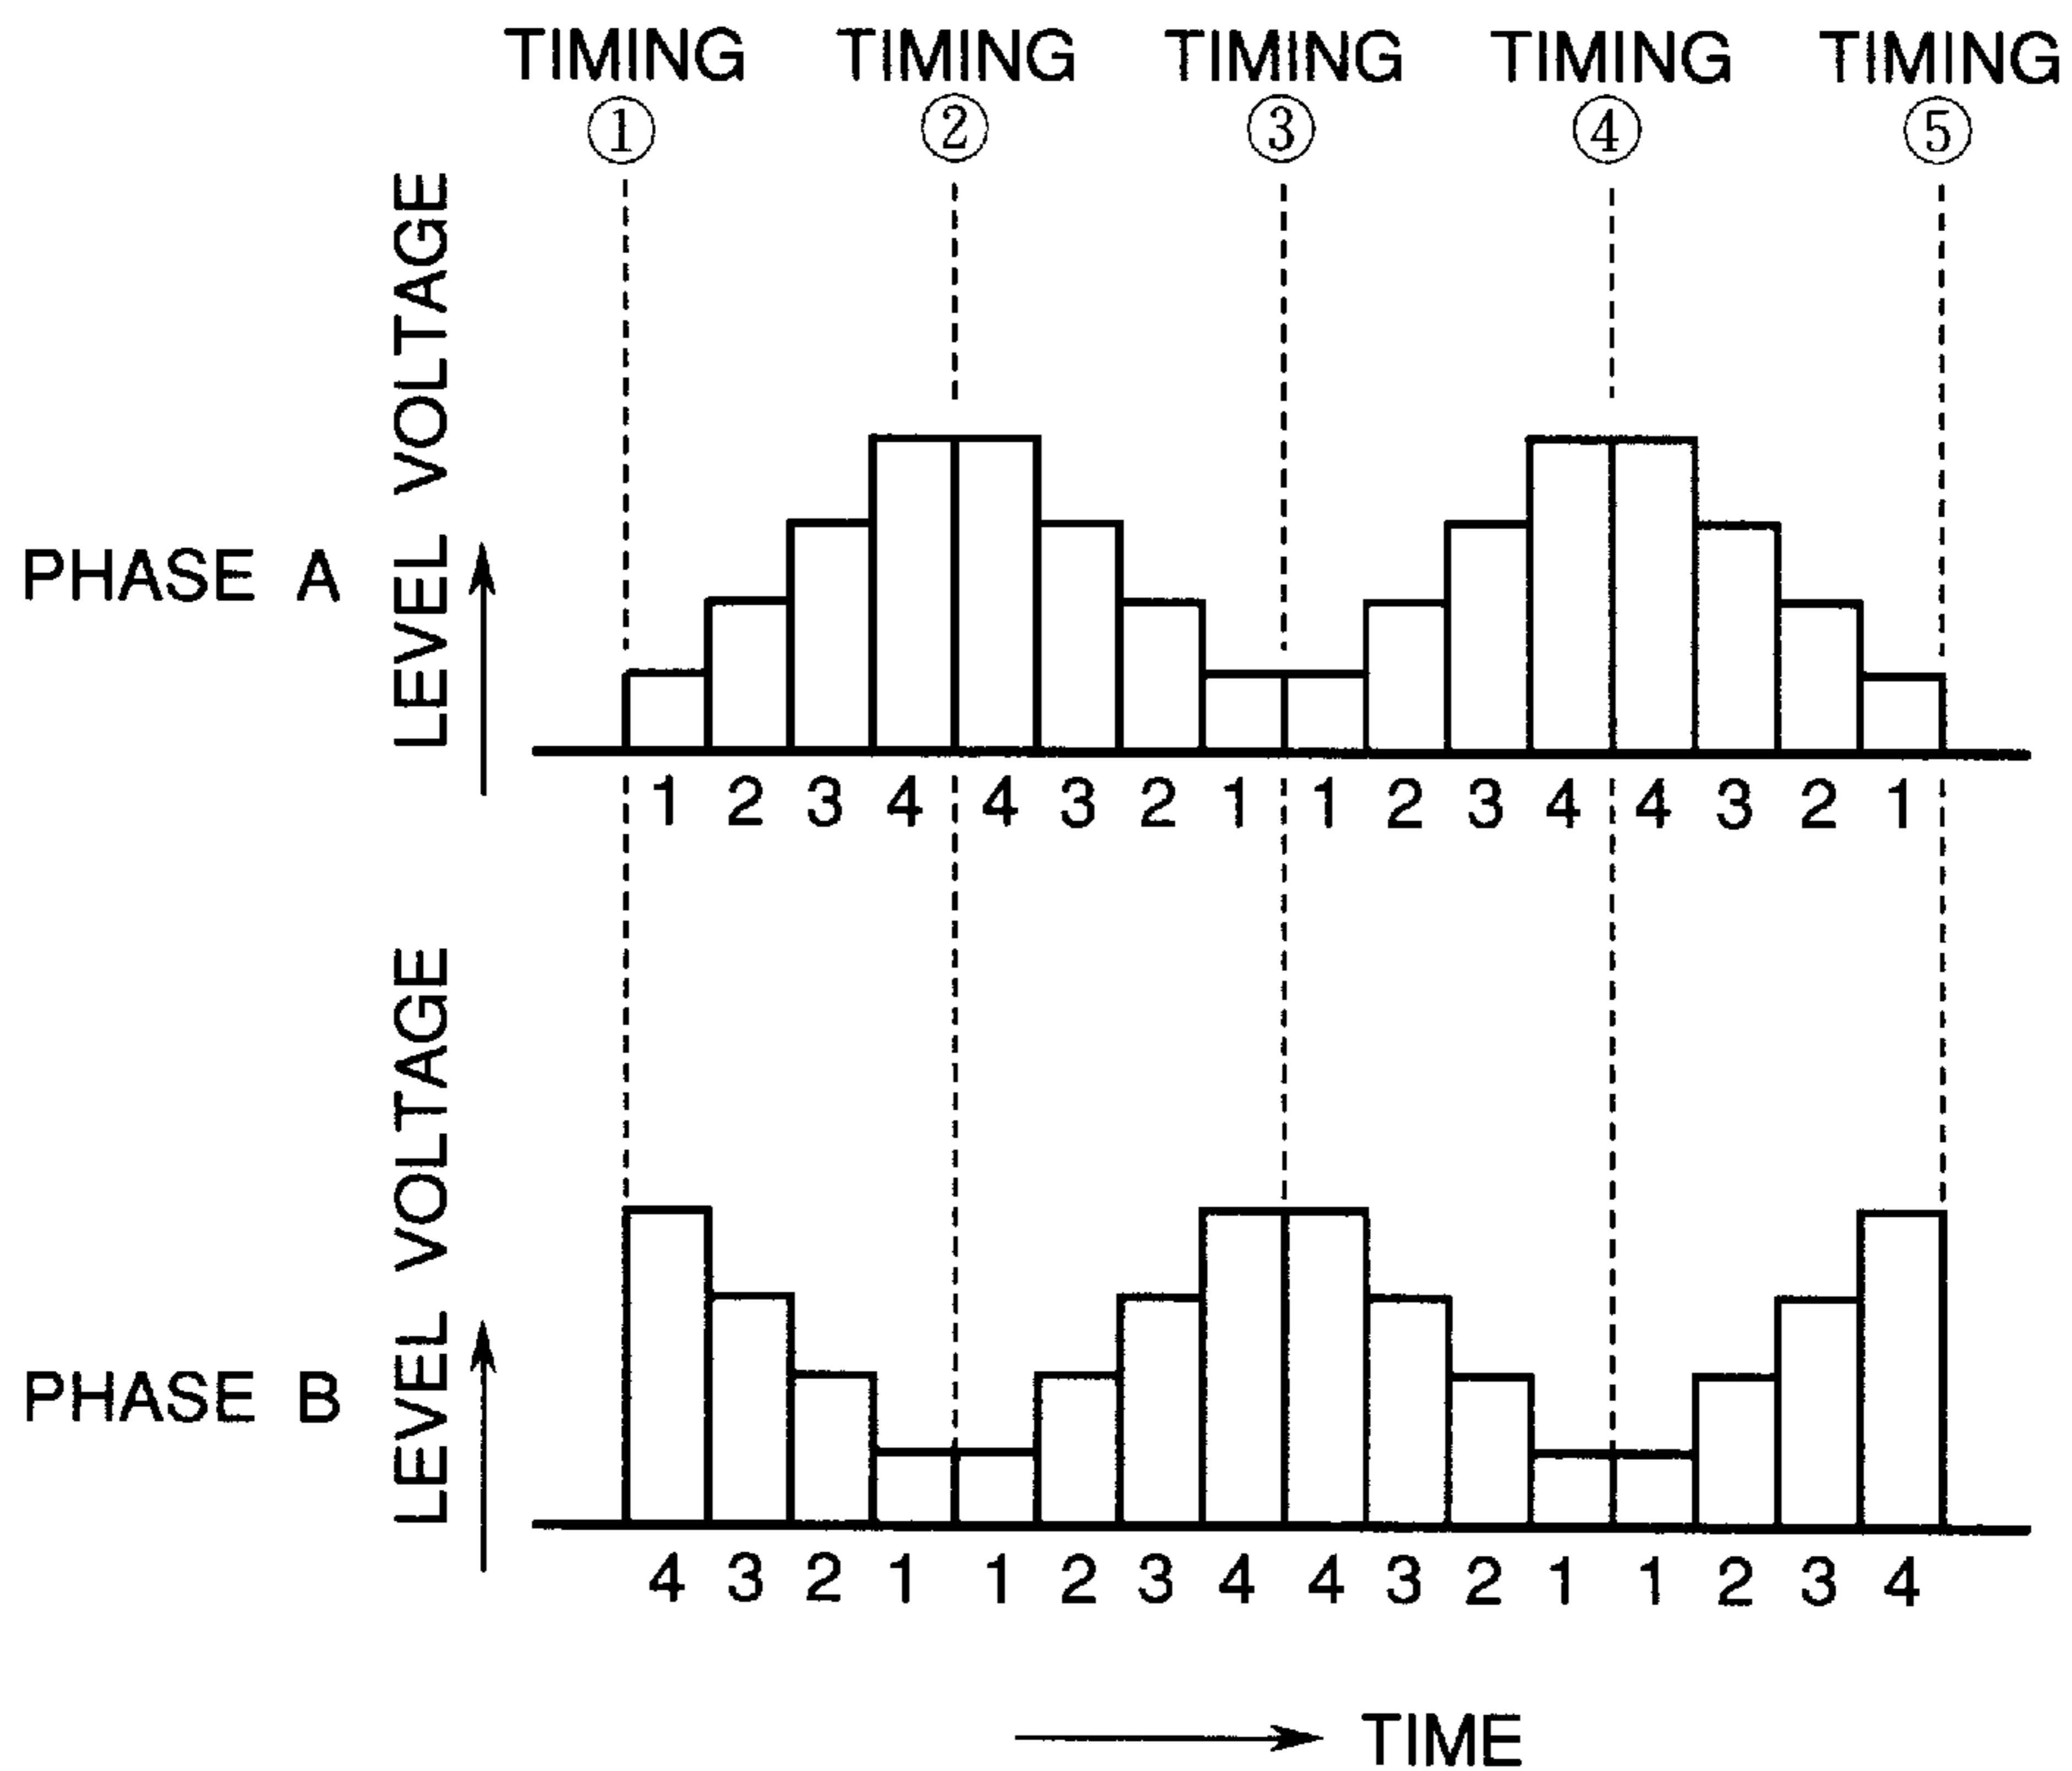 TIMING TIMING TIMING TIMING TIMING
① ② ③ ④ ⑤
LEVEL VOLTAGE
PHASE A
1 2 3 4 4 3 2 1 1 2 3 4 4 3 2 1
LEVEL VOLTAGE
PHASE B
4 3 2 1 1 2 3 4 4 3 2 1 1 2 3 4
TIME